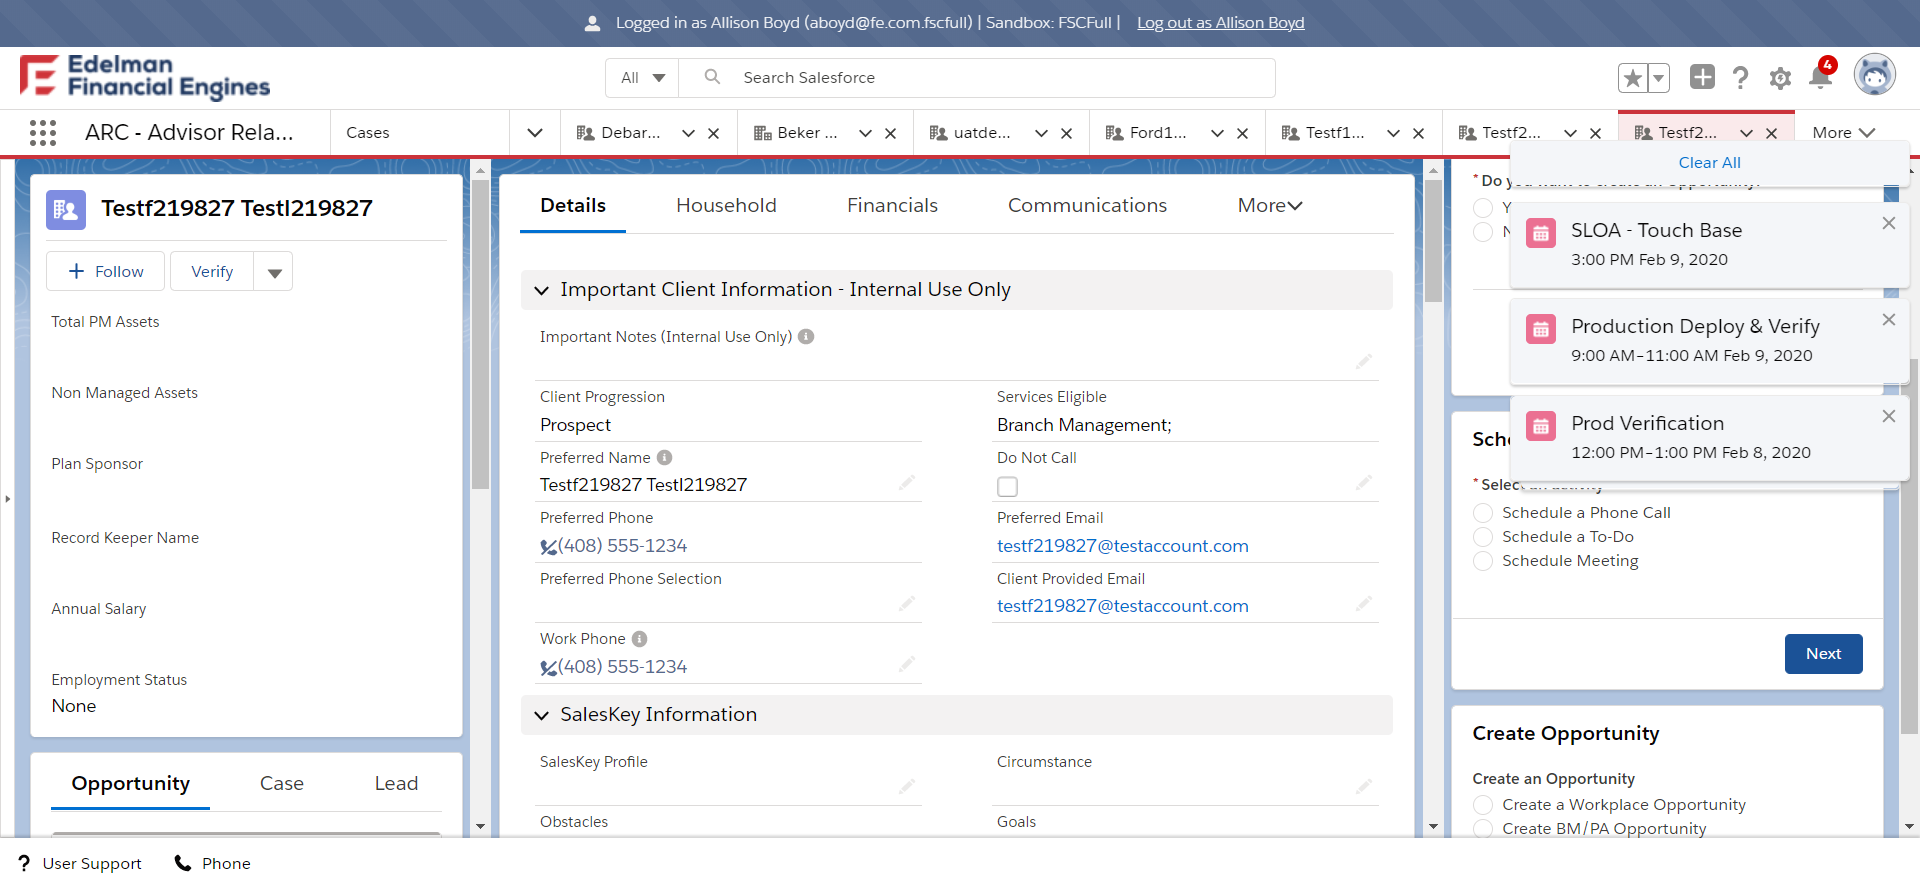 Logged in as Allison Boyd (aboyd@fe.com.fscfull) | Sandbox: FSCFull | Log out as Allison Boyd
Edelman
Financial Engines
All
Search Salesforce
4
ARC - Advisor Rela...
Cases
Debar...
Beker ...
uatde...
Ford1...
Testf1...
Testf2...
Testf2...
More
Clear All
SLOA - Touch Base
3:00 PM Feb 9, 2020
Production Deploy & Verify
9:00 AM–11:00 AM Feb 9, 2020
Prod Verification
12:00 PM–1:00 PM Feb 8, 2020
Testf219827 Testl219827
Follow
Verify
Total PM Assets
Non Managed Assets
Plan Sponsor
Record Keeper Name
Annual Salary
Employment Status
None
Opportunity
Case
Lead
Details
Household
Financials
Communications
More
Important Client Information - Internal Use Only
Important Notes (Internal Use Only)
Client Progression
Prospect
Services Eligible
Branch Management;
Preferred Name
Testf219827 Testl219827
Do Not Call
Preferred Phone
(408) 555-1234
Preferred Email
testf219827@testaccount.com
Preferred Phone Selection
Client Provided Email
testf219827@testaccount.com
Work Phone
(408) 555-1234
SalesKey Information
SalesKey Profile
Circumstance
Obstacles
Goals
Schedule a Phone Call
Schedule a To-Do
Schedule Meeting
Next
Create Opportunity
Create an Opportunity
Create a Workplace Opportunity
Create BM/PA Opportunity
User Support
Phone